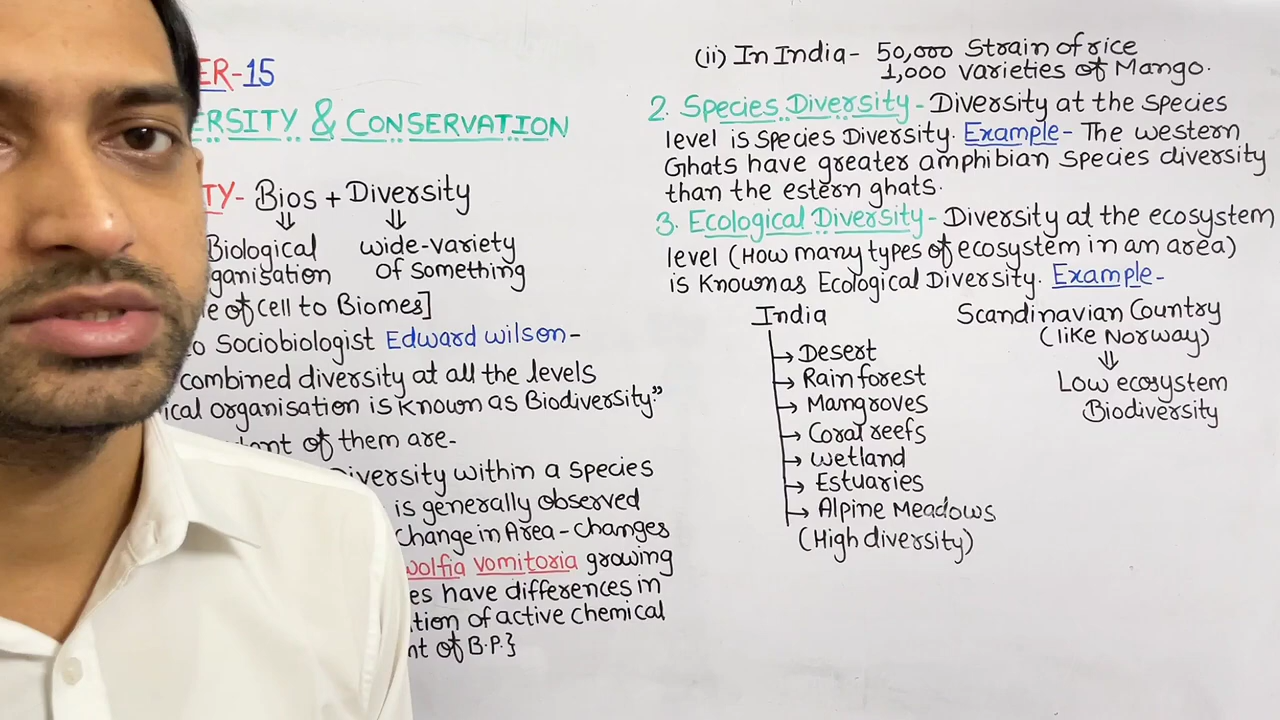 ER-15
ERSITY & CONSERVATION
TY- Bios + Diversity
Biological wide-variety
ganisation of something
e of cell to Biomes]
o Sociobiologist Edward wilson-
combined diversity at all the levels
ical organisation is known as Biodiversity"
tant of them are-
iversity within a species
is generally observed
change in Area - changes
wolfia vomitoria growing
es have differences in
tion of active chemical
nt of B.P.}
(ii) In India- 50,000 Strain of rice
1,000 varieties of Mango.
2. Species Diversity - Diversity at the species
level is species Diversity. Example- The western
Ghats have greater amphibian species diversity
than the estern ghats.
3. Ecological Diversity - Diversity at the ecosystem
level (How many types of ecosystem in an area)
is Known as Ecological Diversity. Example-
India
Desert
Rain forest
Mangroves
Coral reefs
wetland
Estuaries
Alpine Meadows
(High diversity)
Scandinavian Country
(like Norway)
Low ecosystem
Biodiversity